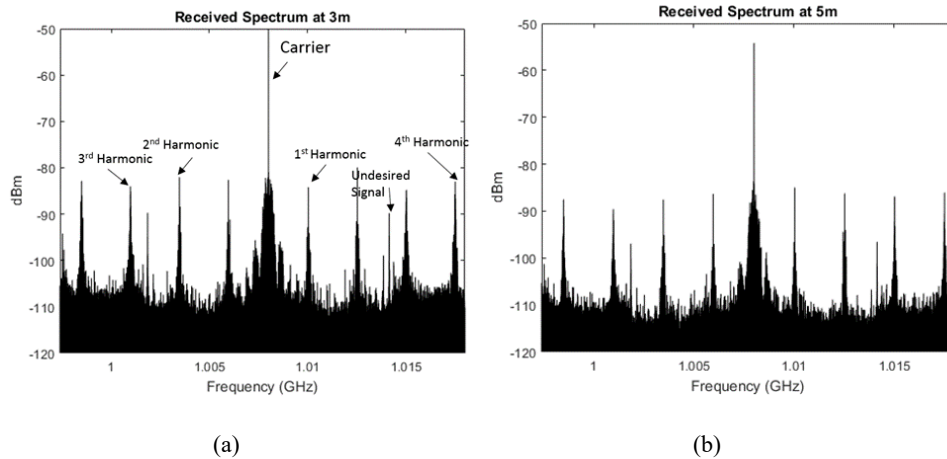 Received Spectrum at 3m
-50
-60
-70
-80
-90
-100
-110
-120
dBm
Carrier
2nd Harmonic
3rd Harmonic
1st Harmonic
4th Harmonic
Undesired
Signal
1
1.005
1.01
1.015
Frequency (GHz)
(a)
Received Spectrum at 5m
-50
-60
-70
-80
-90
-100
-110
-120
dBm
1
1.005
1.01
1.015
Frequency (GHz)
(b)